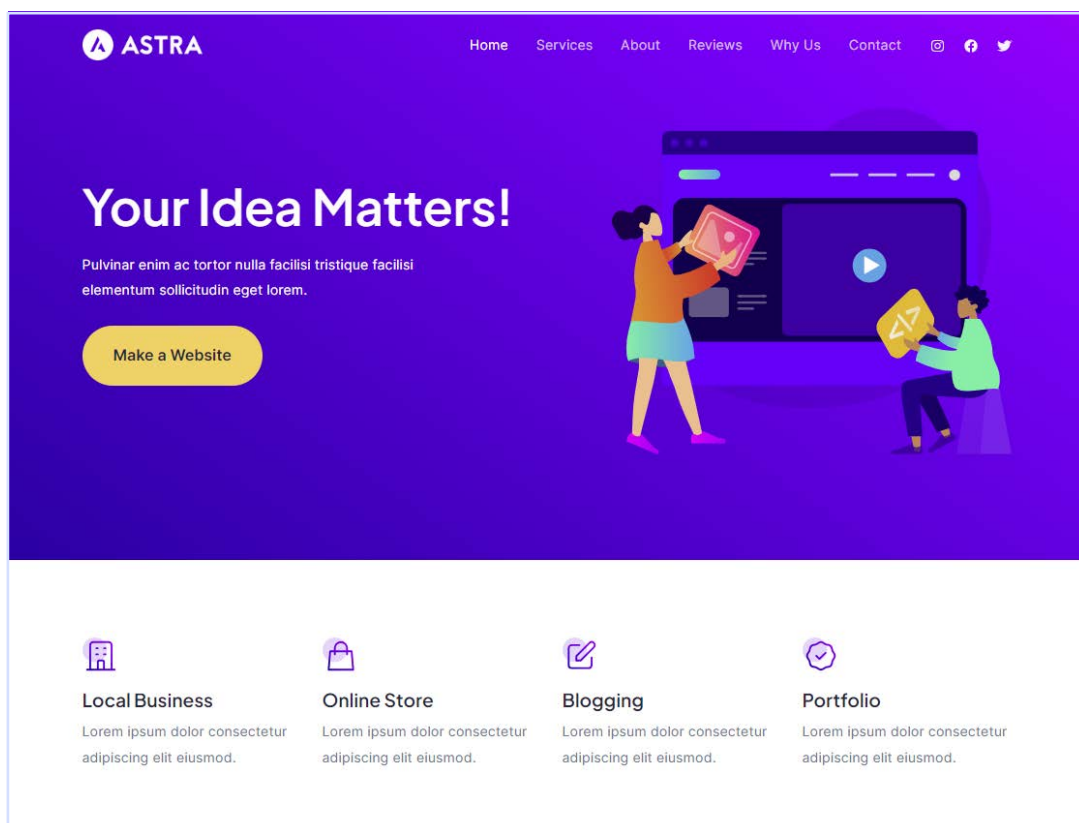 ASTRA
Home Services About Reviews Why Us Contact
Your Idea Matters!
Pulvinar enim ac tortor nulla facilisi tristique facilisi
elementum sollicitudin eget lorem.
Make a Website
</>
Local Business
Lorem ipsum dolor consectetur
adipiscing elit eiusmod.
Online Store
Lorem ipsum dolor consectetur
adipiscing elit eiusmod.
Blogging
Lorem ipsum dolor consectetur
adipiscing elit eiusmod.
Portfolio
Lorem ipsum dolor consectetur
adipiscing elit eiusmod.